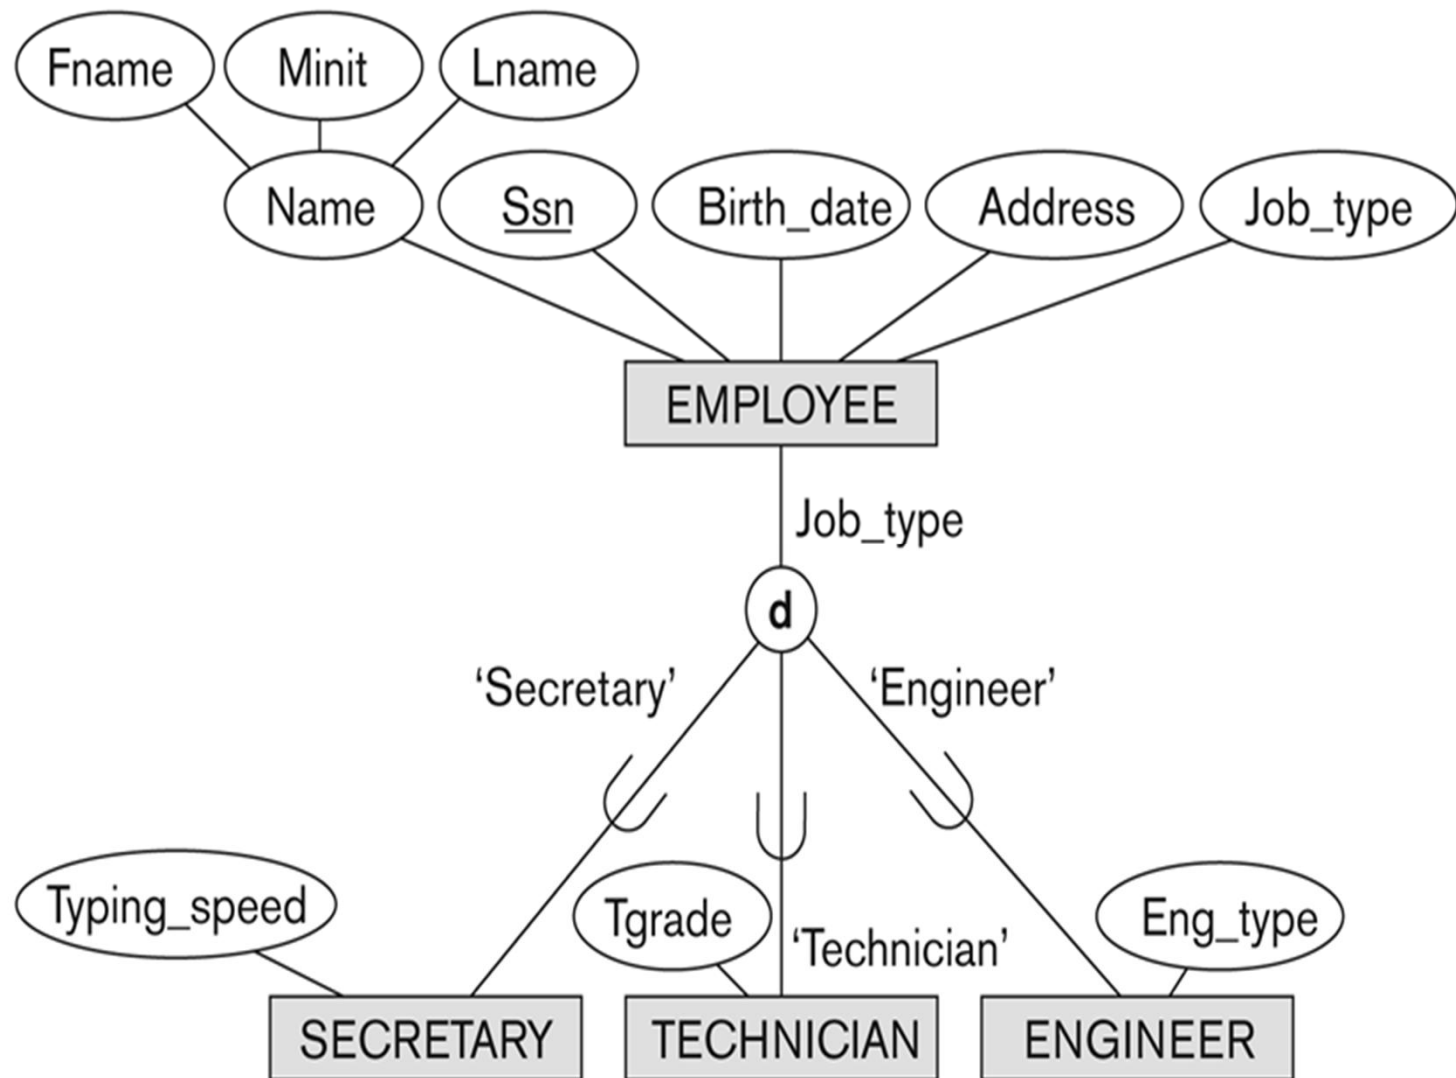 Fname Minit Lname
Name Ssn Birth_date Address Job_type
EMPLOYEE
Job_type
d
‘Secretary’ ‘Engineer’
Typing_speed Tgrade Eng_type
‘Technician’
SECRETARY TECHNICIAN ENGINEER